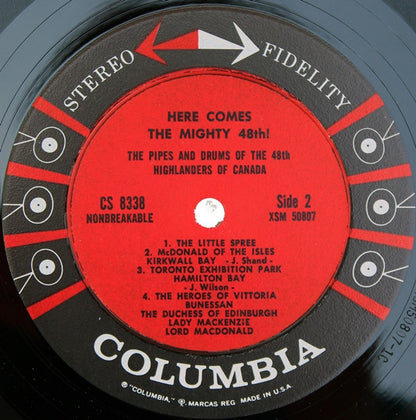 STEREO FIDELITY
HERE COMES
THE MIGHTY 48th!
THE PIPES AND DRUMS OF THE 48th
HIGHLANDERS OF CANADA
CS 8338
NONBREAKABLE
Side 2
XSM 50807
1. THE LITTLE SPREE
2. McDONALD OF THE ISLES
KIRKWALL BAY - J. Shand -
3. TORONTO EXHIBITION PARK
HAMILTON BAY
- J. Wilson -
4. THE HEROES OF VITTORIA
BUNESSAN
THE DUCHESS OF EDINBURGH
LADY MACKENZiE
LORD MACDONALD
COLUMBIA
® "COLUMBIA," MARCAS REG. MADE IN U.S.A.